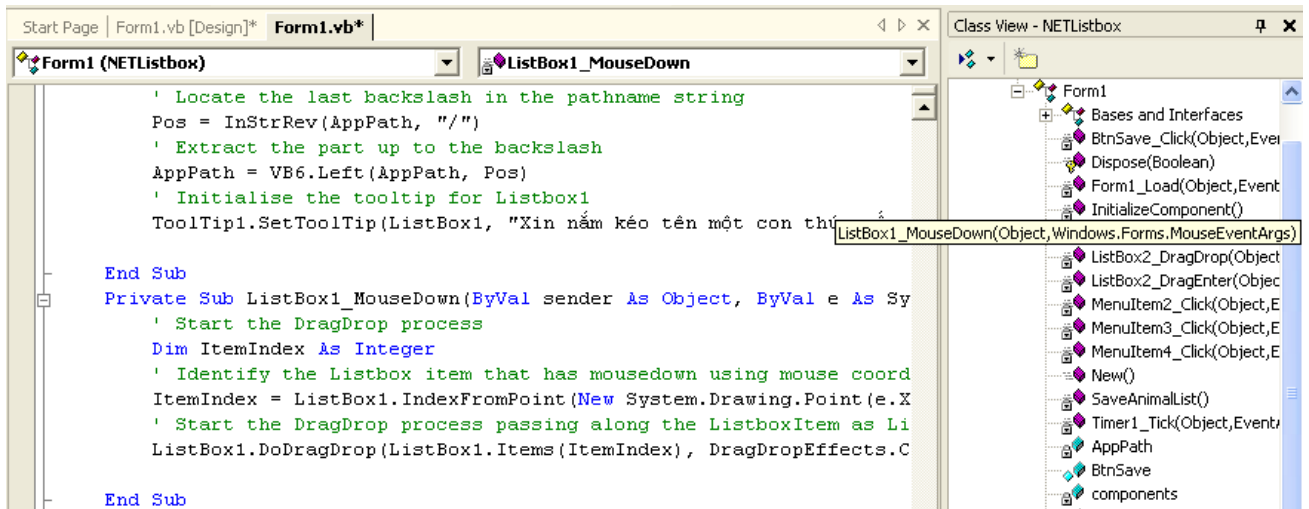 Start Page | Form1.vb [Design]* Form1.vb*
Form1 (NETListbox) ListBox1_MouseDown
' Locate the last backslash in the pathname string
Pos = InStrRev(AppPath, "/")
' Extract the part up to the backslash
AppPath = VB6.Left(AppPath, Pos)
' Initialise the tooltip for Listbox1
ToolTip1.SetToolTip(ListBox1, "Xin nắm kéo tên một con
End Sub
Private Sub ListBox1_MouseDown(ByVal sender As Object, ByVal e As Sy
' Start the DragDrop process
Dim ItemIndex As Integer
' Identify the Listbox item that has mousedown using mouse coord
ItemIndex = ListBox1.IndexFromPoint(New System.Drawing.Point(e.X
' Start the DragDrop process passing along the ListboxItem as Li
ListBox1.DoDragDrop(ListBox1.Items(ItemIndex), DragDropEffects.C
End Sub
Class View - NETListbox
Form1
Bases and Interfaces
BtnSave_Click(Object,Even
Dispose(Boolean)
Form1_Load(Object,Event
InitializeComponent()
ListBox1_MouseDown(Object,Windows.Forms.MouseEventArgs)
ListBox2_DragDrop(Object
ListBox2_DragEnter(Objec
MenuItem2_Click(Object,E
MenuItem3_Click(Object,E
MenuItem4_Click(Object,E
New()
SaveAnimalList()
Timer1_Tick(Object,Event
AppPath
BtnSave
components